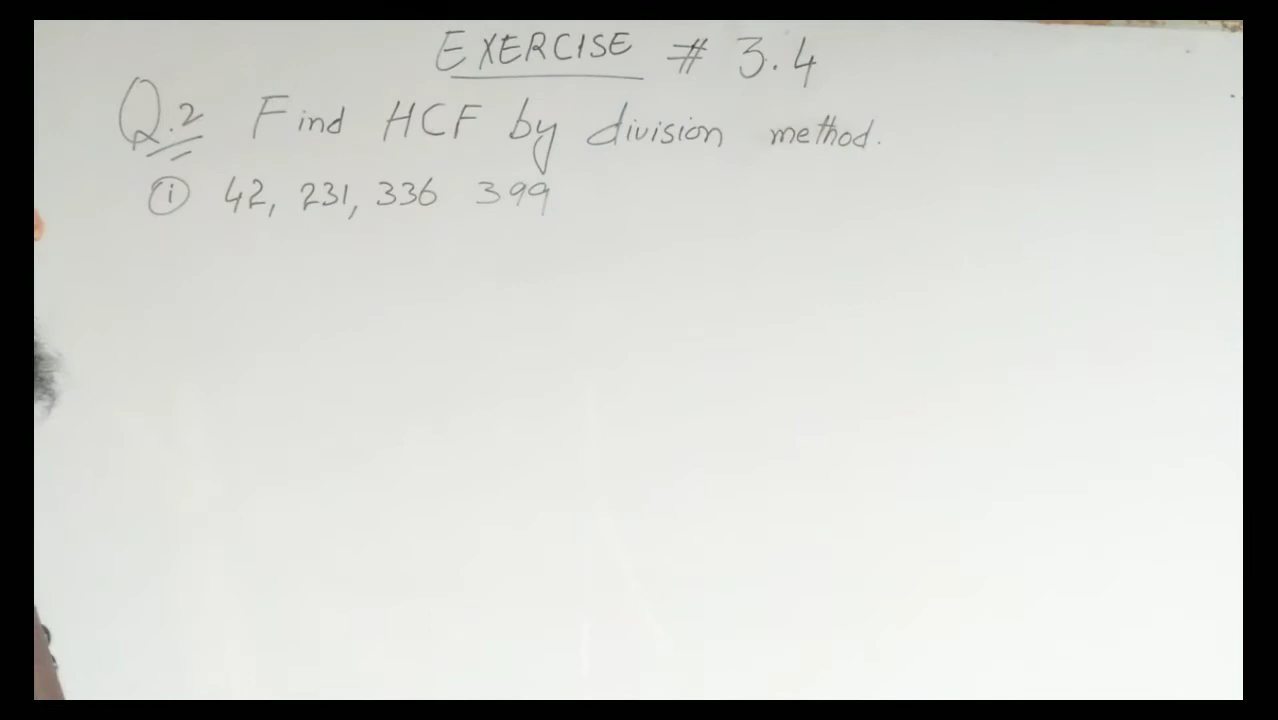 EXERCISE # 3.4
Q.2 Find HCF by division method.
(i) 42, 231, 336 399